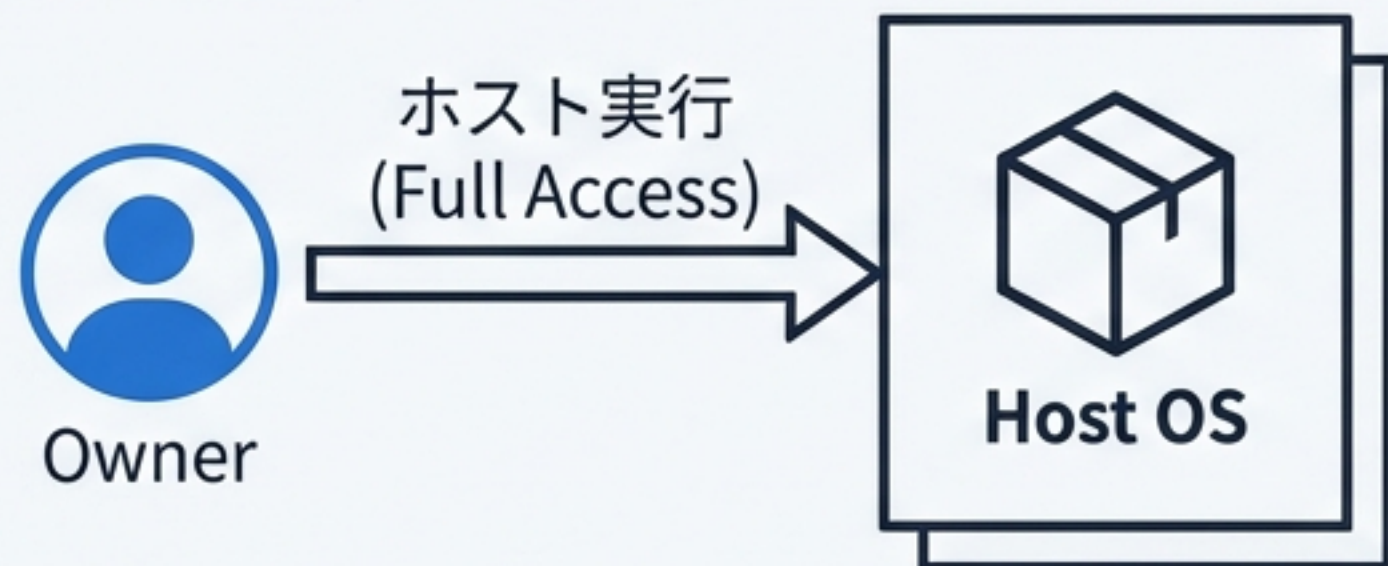 ホスト実行
(Full Access)
Owner
Host OS